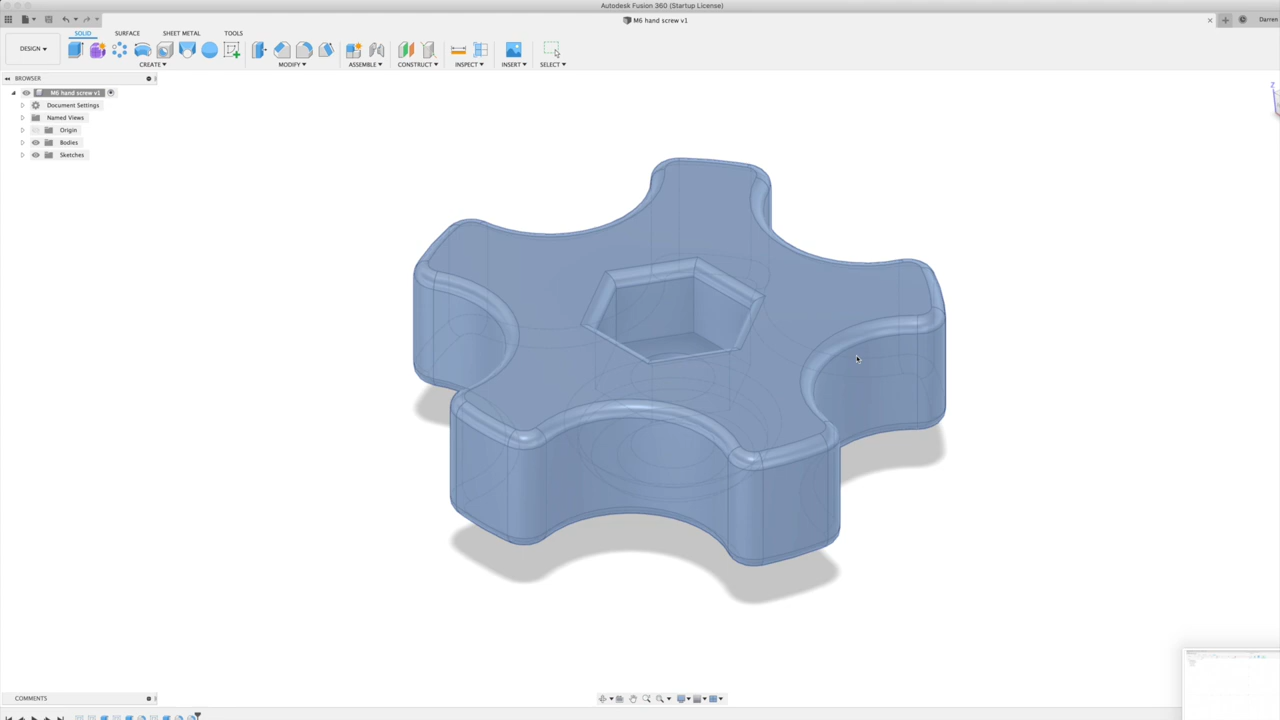 Autodesk Fusion 360 (Startup License)
M6 hand screw v1
Darren
DESIGN
SOLID SURFACE SHEET METAL TOOLS
CREATE MODIFY ASSEMBLE CONSTRUCT INSPECT INSERT SELECT
BROWSER
M6 hand screw v1
Document Settings
Named Views
Origin
Bodies
Sketches
Z
COMMENTS